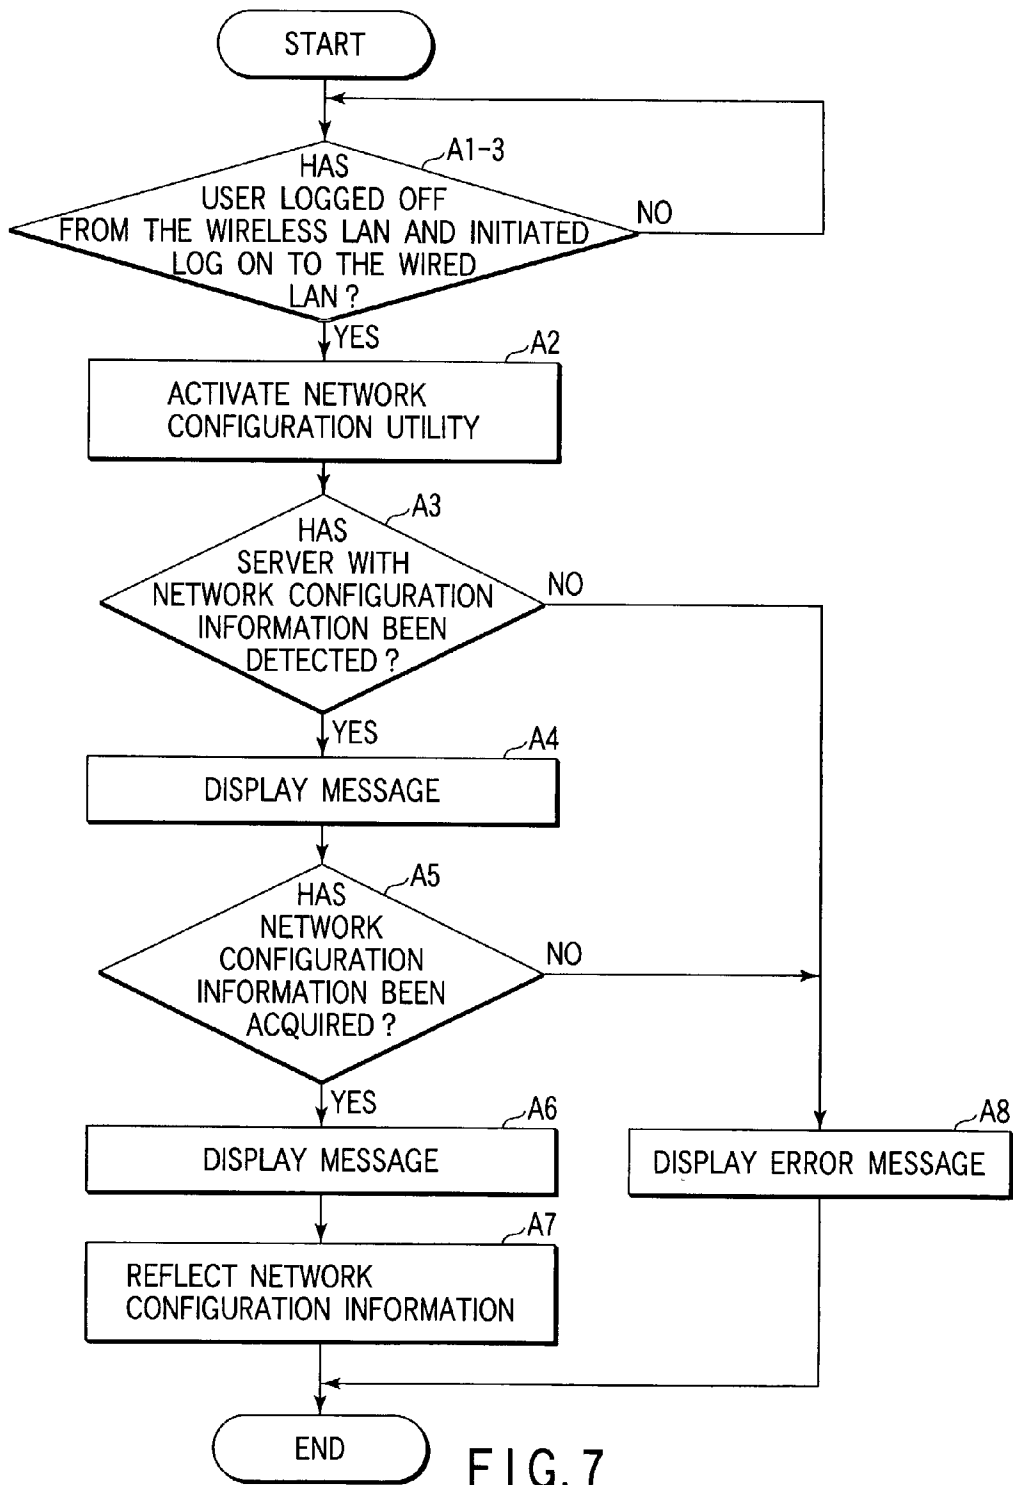 START
A1-3
HAS
USER LOGGED OFF
FROM THE WIRELESS LAN AND INITIATED
LOG ON TO THE WIRED
LAN?
NO
YES
A2
ACTIVATE NETWORK
CONFIGURATION UTILITY
A3
HAS
SERVER WITH
NETWORK CONFIGURATION
INFORMATION BEEN
DETECTED?
NO
YES
A4
DISPLAY MESSAGE
A5
HAS
NETWORK
CONFIGURATION
INFORMATION BEEN
ACQUIRED?
NO
YES
A6
DISPLAY MESSAGE
A8
DISPLAY ERROR MESSAGE
A7
REFLECT NETWORK
CONFIGURATION INFORMATION
END
FIG. 7